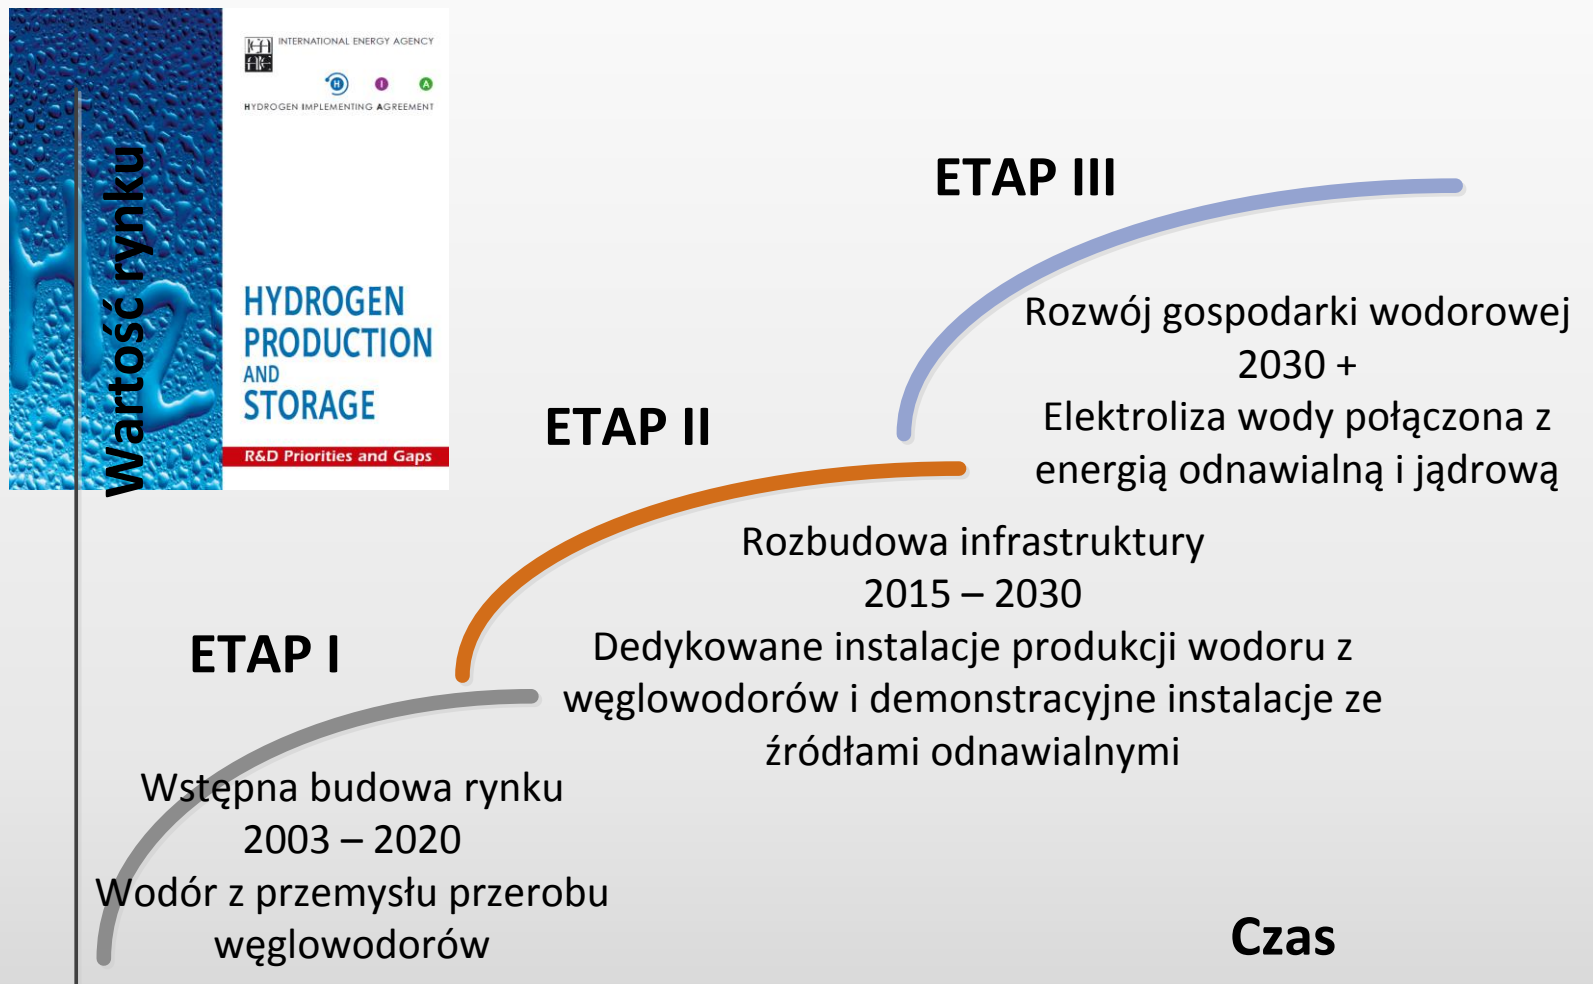 INTERNATIONAL ENERGY AGENCY
H I A
HYDROGEN IMPLEMENTING AGREEMENT
HYDROGEN
PRODUCTION
AND
STORAGE
R&D Priorities and Gaps
H2
Wartość rynku
ETAP III
Rozwój gospodarki wodorowej
2030 +
Elektroliza wody połączona z
energią odnawialną i jądrową
ETAP II
Rozbudowa infrastruktury
2015 – 2030
Dedykowane instalacje produkcji wodoru z
węglowodorów i demonstracyjne instalacje ze
źródłami odnawialnymi
ETAP I
Wstępna budowa rynku
2003 – 2020
Wodór z przemysłu przerobu
węglowodorów
Czas